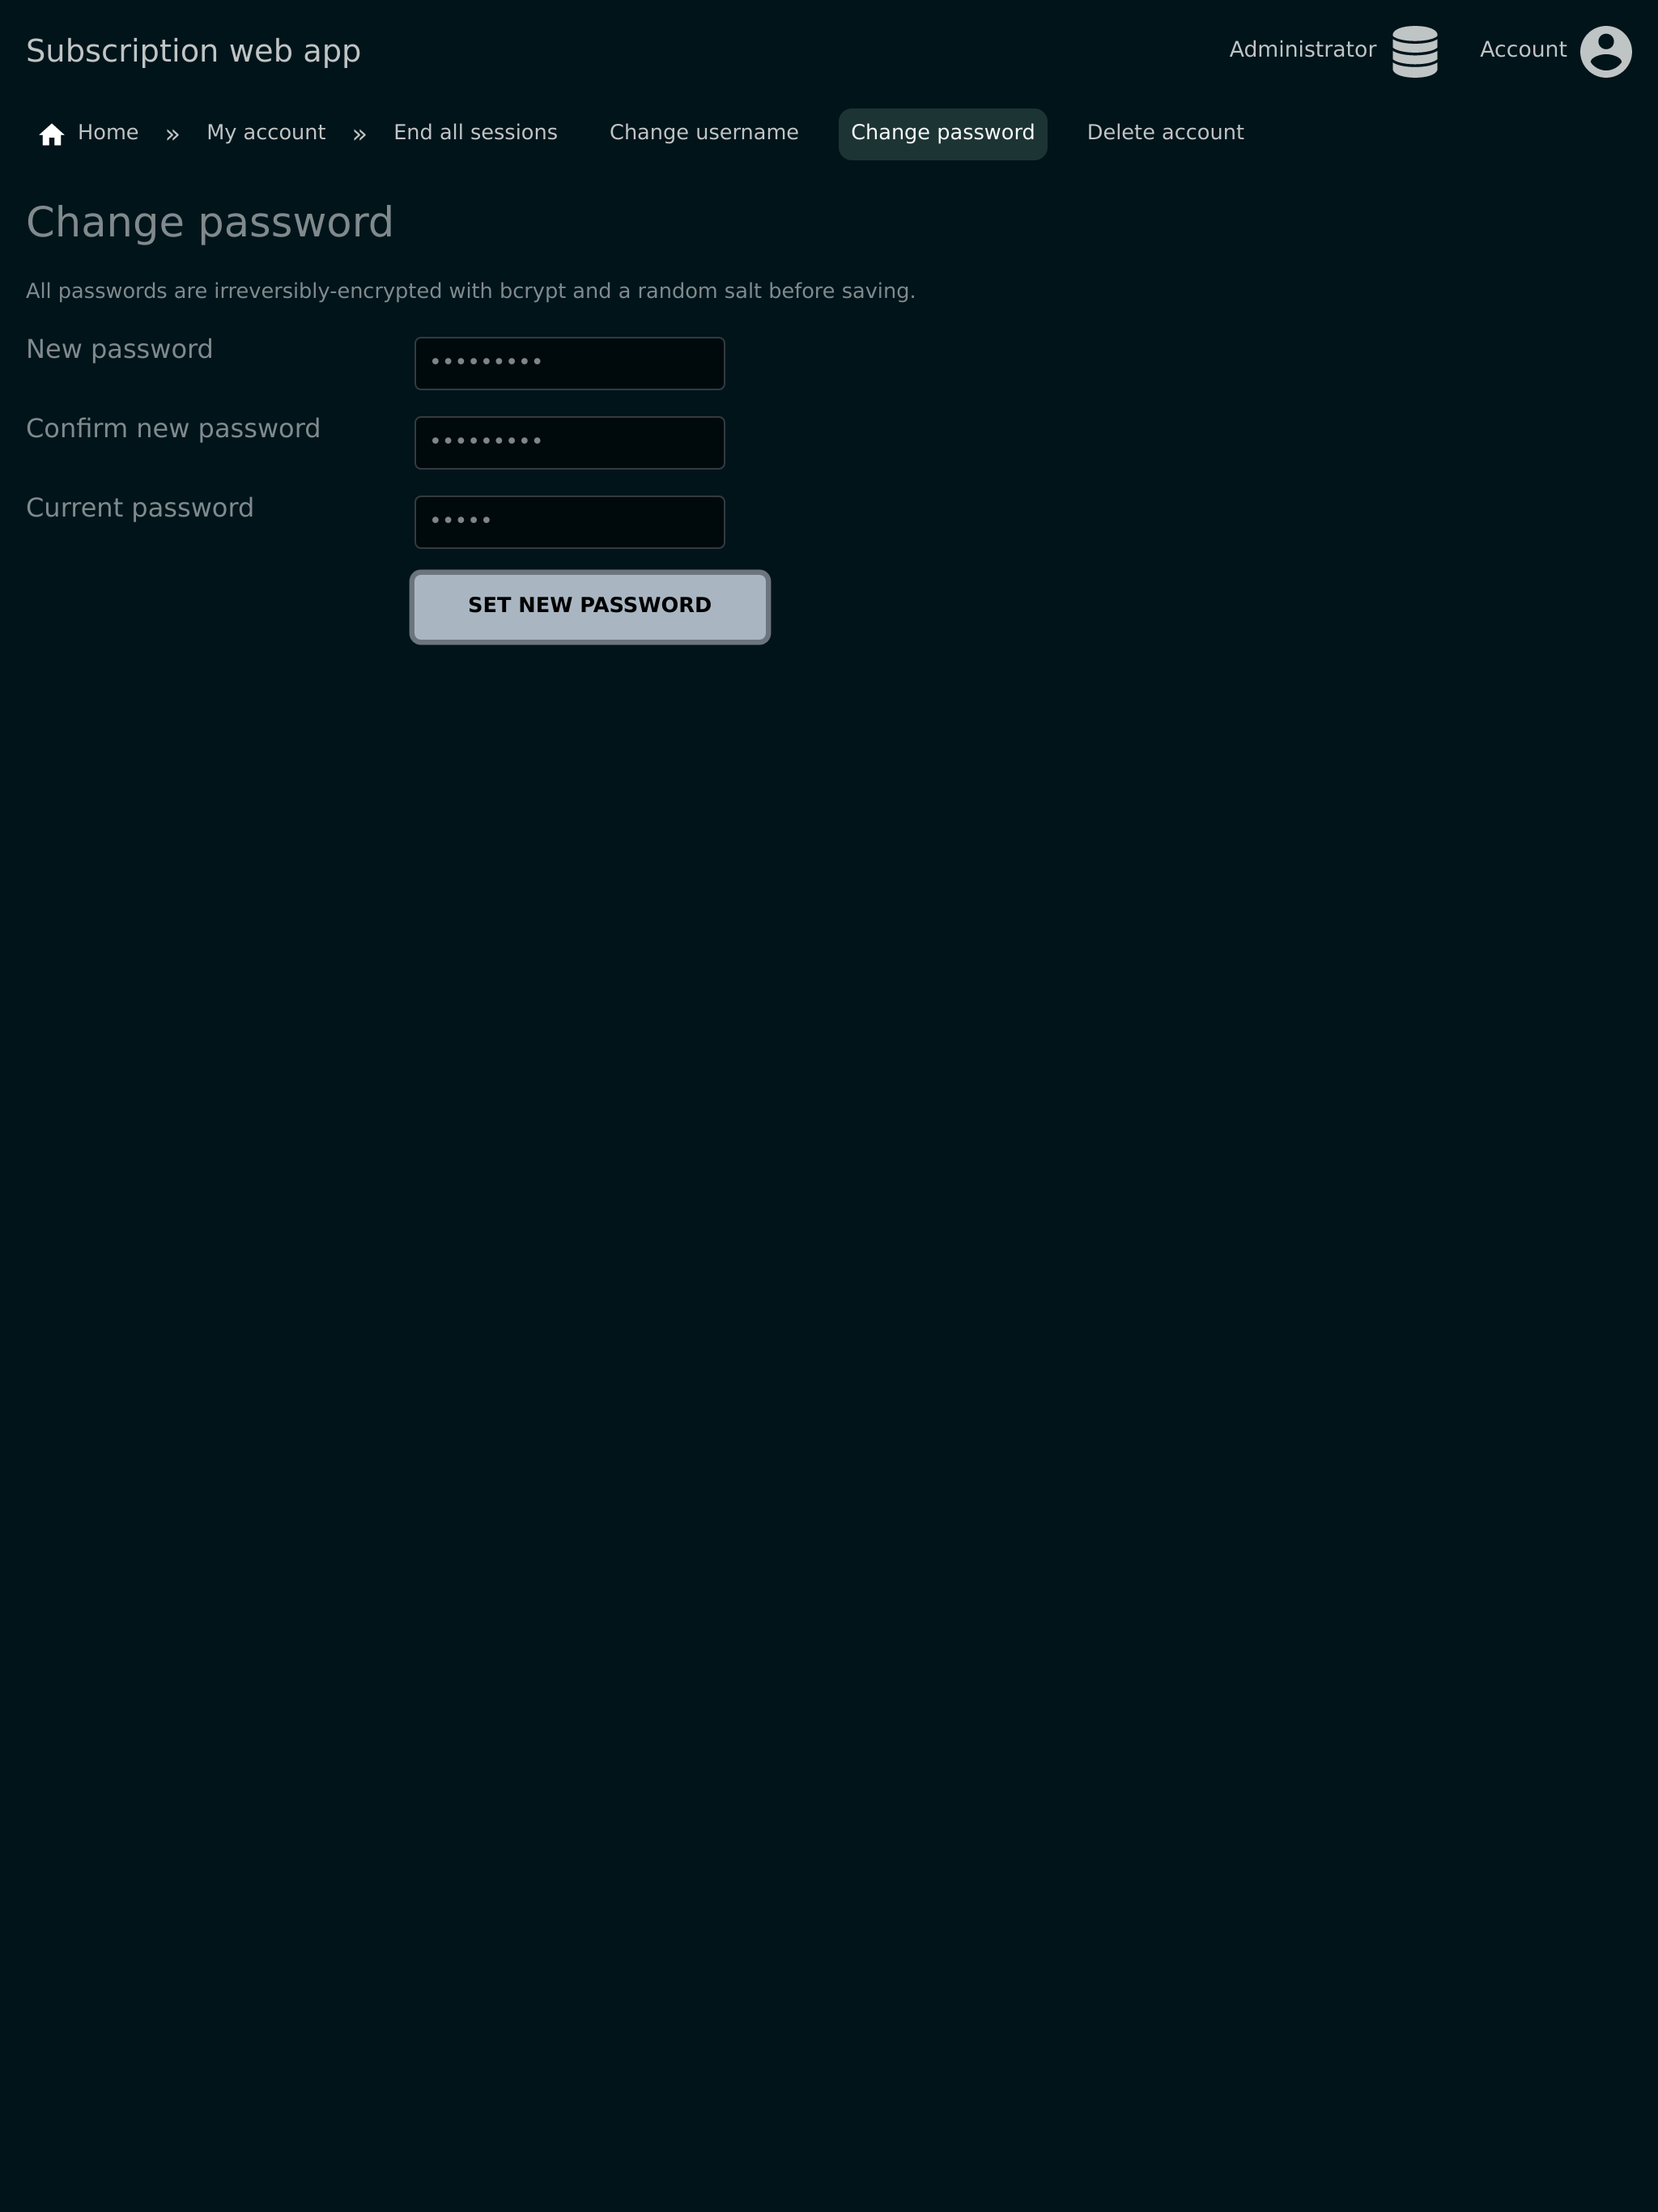 Subscription web app
Administrator
Account
Home » My account » End all sessions Change username Change password Delete account
Change password
All passwords are irreversibly-encrypted with bcrypt and a random salt before saving.
New password •••••••••
Confirm new password •••••••••
Current password •••••
SET NEW PASSWORD